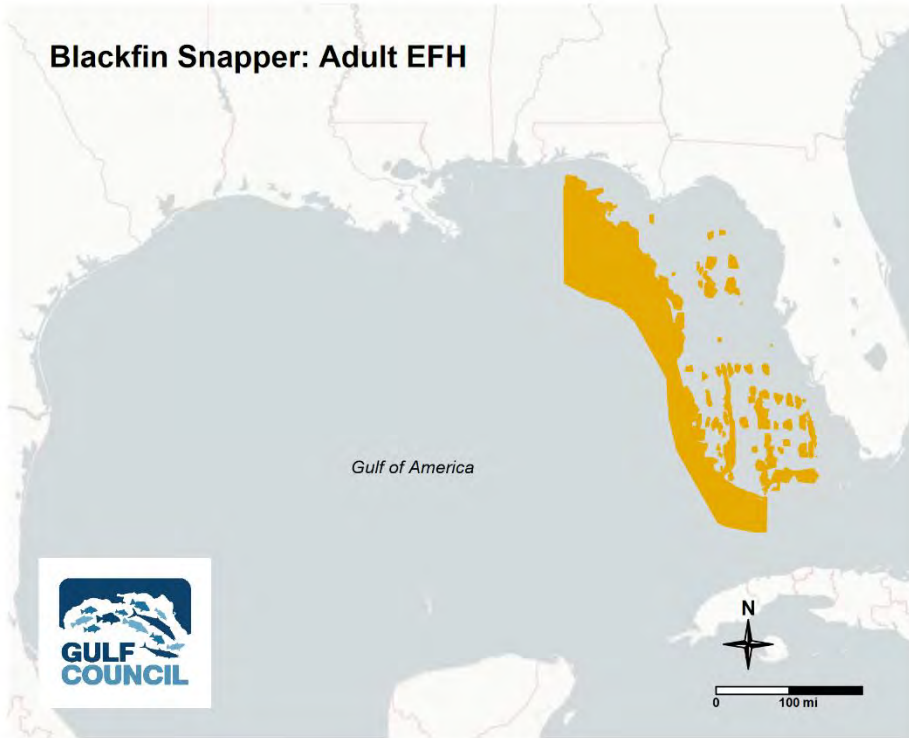 Blackfin Snapper: Adult EFH
Gulf of America
GULF
COUNCIL
N
0 100 mi